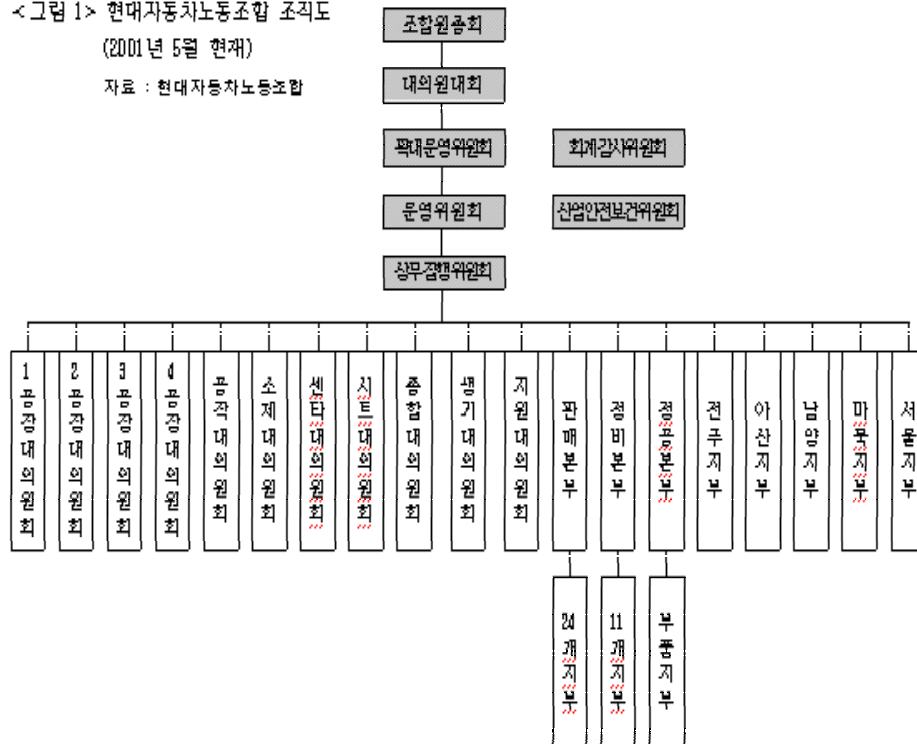 <그림 1> 현대자동차노동조합 조직도
(2001년 5월 현재)
자료 : 현대자동차노동조합
조합원총회
대의원대회
확대운영위원회
회계감사위원회
운영위원회
산업안전보건위원회
상무집행위원회
1공장대의원회
2공장대의원회
3공장대의원회
4공장대의원회
공작대의원회
소재대의원회
센타대의원회
시트대의원회
종합대의원회
생기대의원회
지원대의원회
판매본부
정비본부
정공본부
전주지부
아산지부
남양지부
마북지부
서울지부
24개지부
11개지부
부품지부